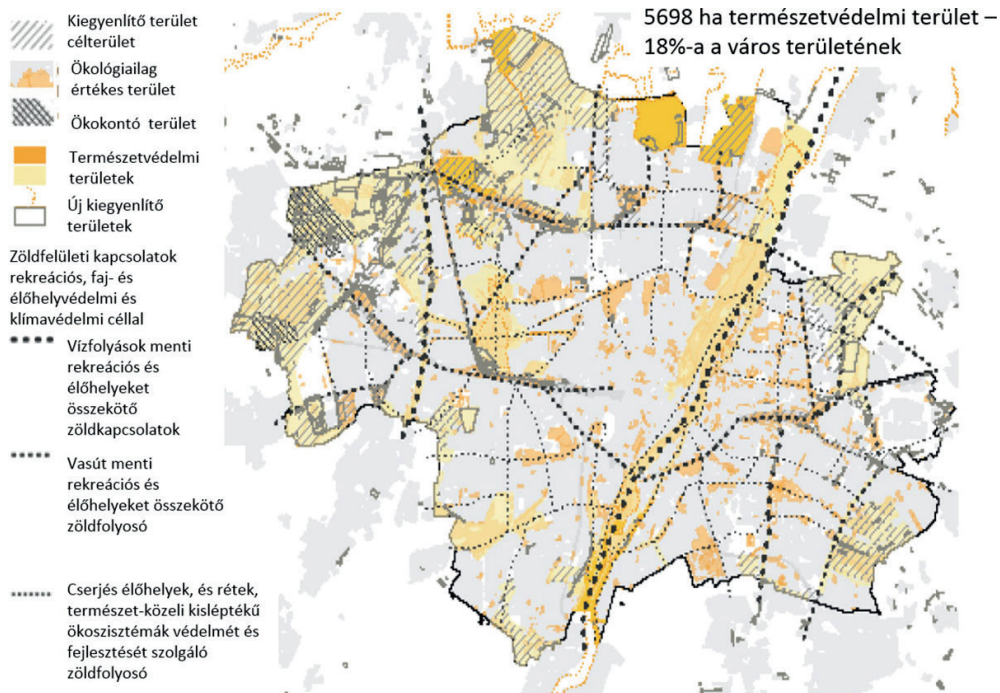 5698 ha természetvédelmi terület –
18%-a a város területének
Kiegyenlítő terület
célterület
Ökológiailag
értékes terület
Ökokontó terület
Természetvédelmi
területek
Új kiegyenlítő
területek
Zöldfelületi kapcsolatok
rekreációs, faj- és
élőhelyvédelmi és
klímavédelmi céllal
Vízfolyások menti
rekreációs és
élőhelyeket
összekötő
zöldkapcsolatok
Vasút menti
rekreációs és
élőhelyeket összekötő
zöldfolyosó
Cserjés élőhelyek, és rétek,
természet-közeli kisléptékű
ökoszisztémák védelmét és
fejlesztését szolgáló
zöldfolyosó